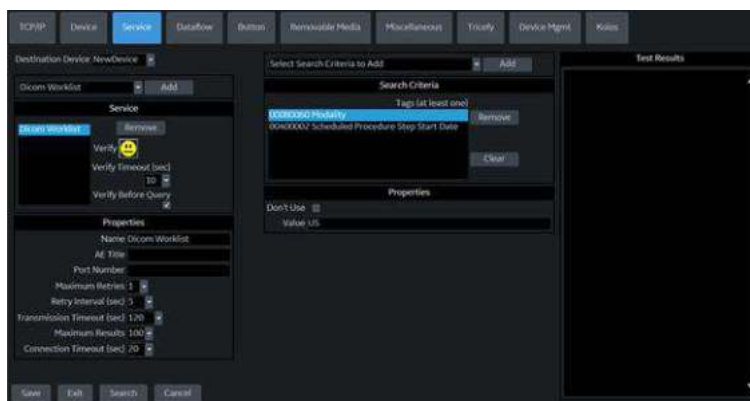 TCP/IP Device Service Dataflow Button Removable Media Miscellaneous Tricefy Device Mgmt Koios
Destination Device NewDevice
Dicom Worklist Add
Service
Dicom Worklist Remove
Verify
Verify Timeout (sec)
10
Verify Before Query
Properties
Name Dicom Worklist
AE Title
Port Number
Maximum Retries 1
Retry Interval (sec) 5
Transmission Timeout (sec) 120
Maximum Results 100
Connection Timeout (sec) 20
Select Search Criteria to Add Add
Search Criteria
Tags (at least one)
00080060 Modality Remove
00400002 Scheduled Procedure Step Start Date
Clear
Properties
Don't Use
Value US
Test Results
Save Exit Search Cancel